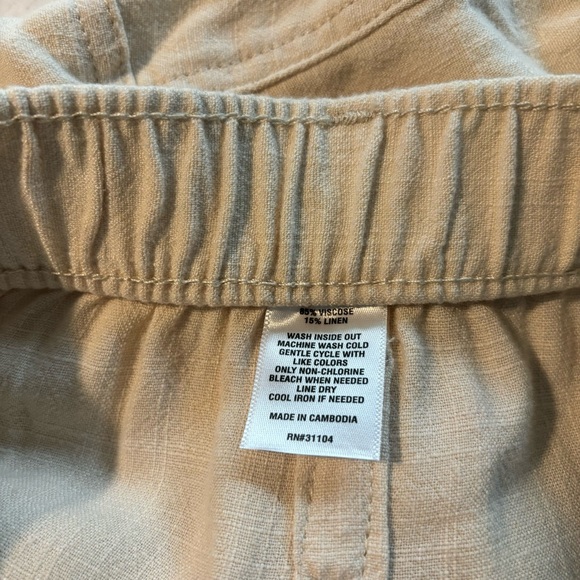 85% VISCOSE
15% LINEN
WASH INSIDE OUT
MACHINE WASH COLD
GENTLE CYCLE WITH
LIKE COLORS
ONLY NON-CHLORINE
BLEACH WHEN NEEDED
LINE DRY
COOL IRON IF NEEDED
MADE IN CAMBODIA
RN#31104